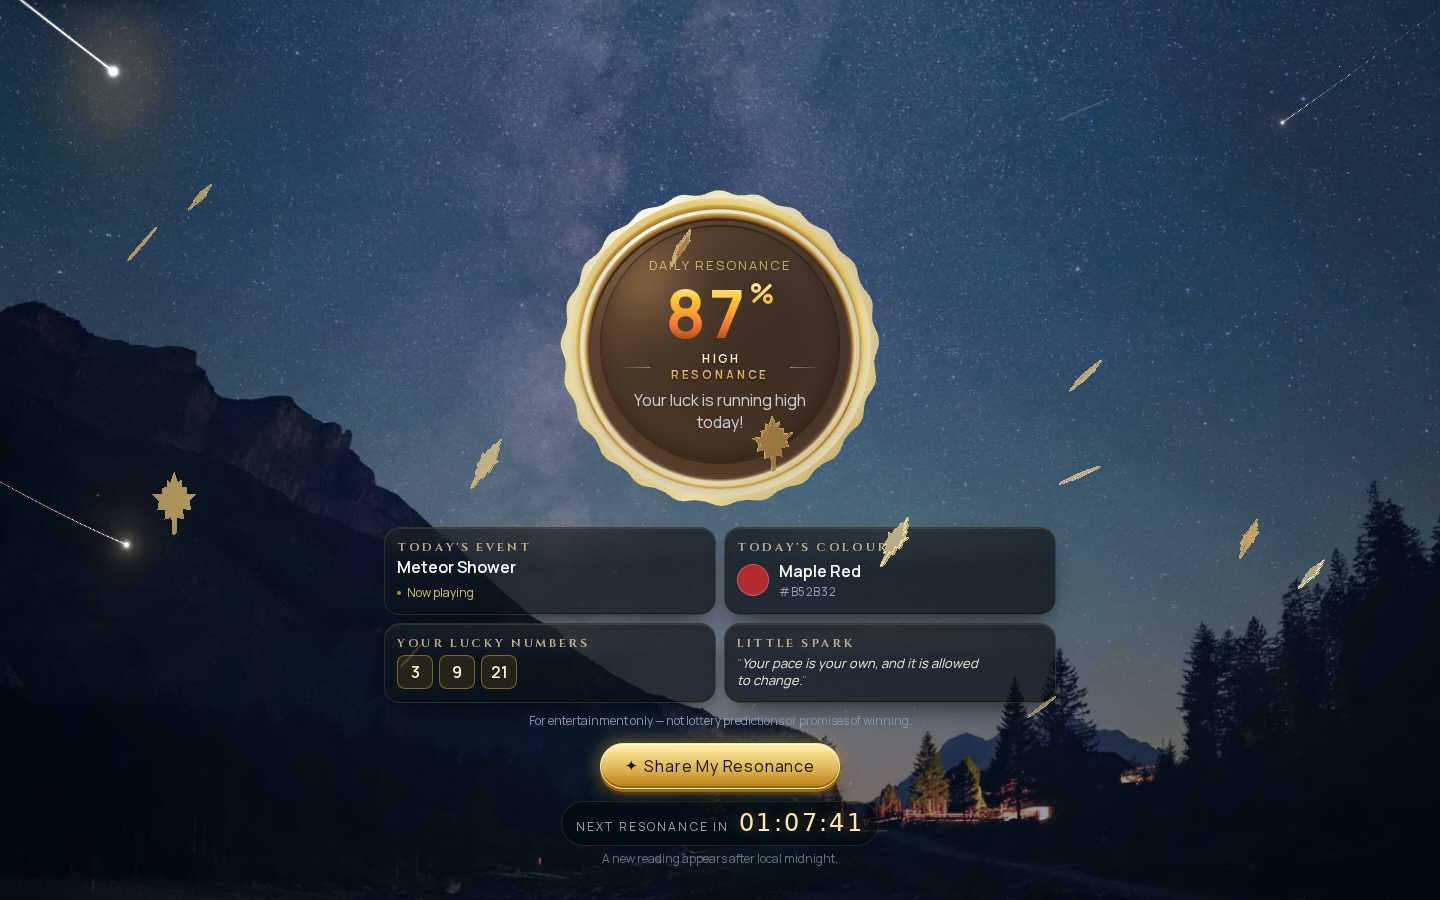 DAILY RESONANCE
87%
HIGH
RESONANCE
Your luck is running high
today!
TODAY'S EVENT
Meteor Shower
• Now playing
TODAY'S COLOUR
Maple Red
#B52B32
YOUR LUCKY NUMBERS
3 9 21
LITTLE SPARK
"Your pace is your own, and it is allowed
to change."
For entertainment only — not lottery predictions or promises of winning.
✦ Share My Resonance
NEXT RESONANCE IN 01:07:41
A new reading appears after local midnight.